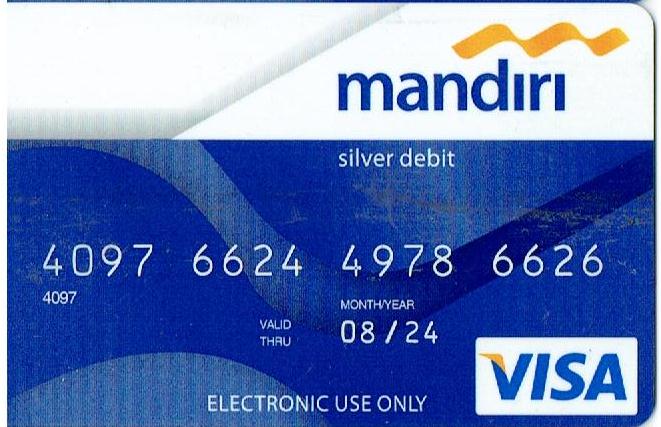 mandiri
silver debit
4097 6624 4978 6626
4097
MONTH/YEAR
VALID THRU 08/24
ELECTRONIC USE ONLY
VISA